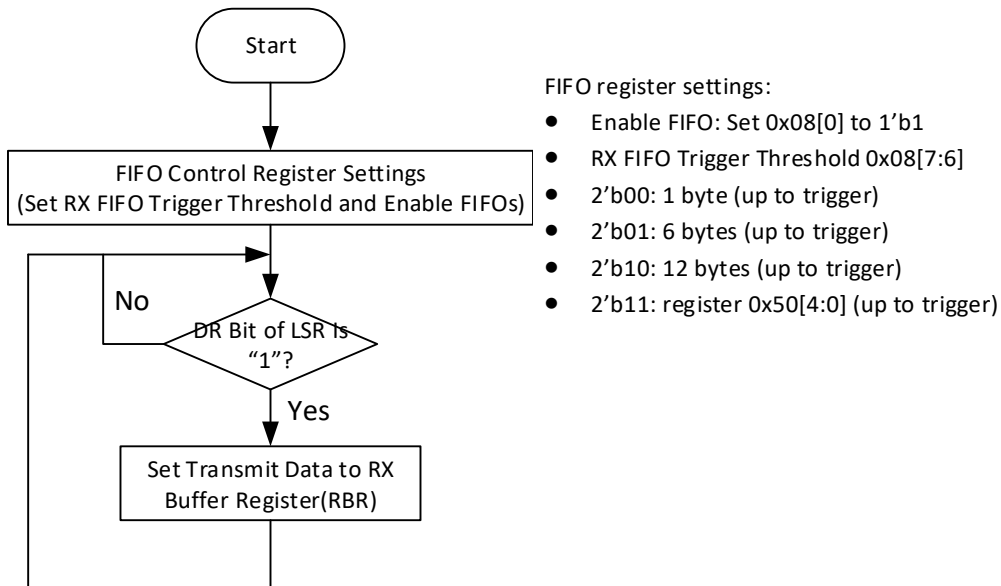 Start
FIFO Control Register Settings
(Set RX FIFO Trigger Threshold and Enable FIFOs)
No
DR Bit of LSR Is
“1”?
Yes
Set Transmit Data to RX
Buffer Register(RBR)
FIFO register settings:
● Enable FIFO: Set 0x08[0] to 1’b1
● RX FIFO Trigger Threshold 0x08[7:6]
● 2’b00: 1 byte (up to trigger)
● 2’b01: 6 bytes (up to trigger)
● 2’b10: 12 bytes (up to trigger)
● 2’b11: register 0x50[4:0] (up to trigger)